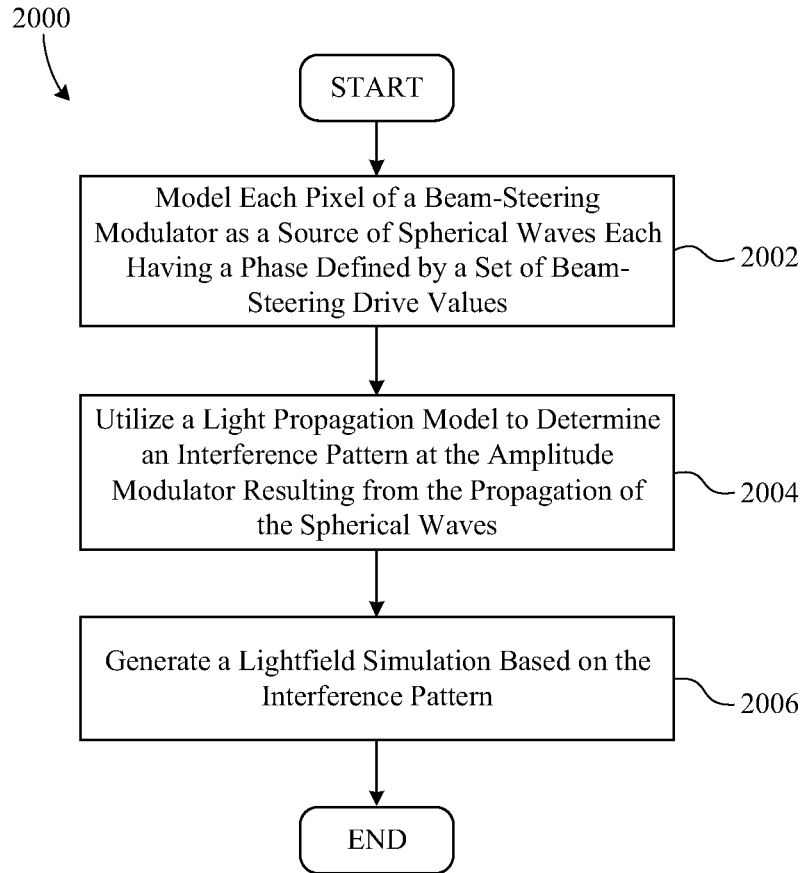 2000
START
Model Each Pixel of a Beam-Steering
Modulator as a Source of Spherical Waves Each
Having a Phase Defined by a Set of Beam-
Steering Drive Values
2002
Utilize a Light Propagation Model to Determine
an Interference Pattern at the Amplitude
Modulator Resulting from the Propagation of
the Spherical Waves
2004
Generate a Lightfield Simulation Based on the
Interference Pattern
2006
END